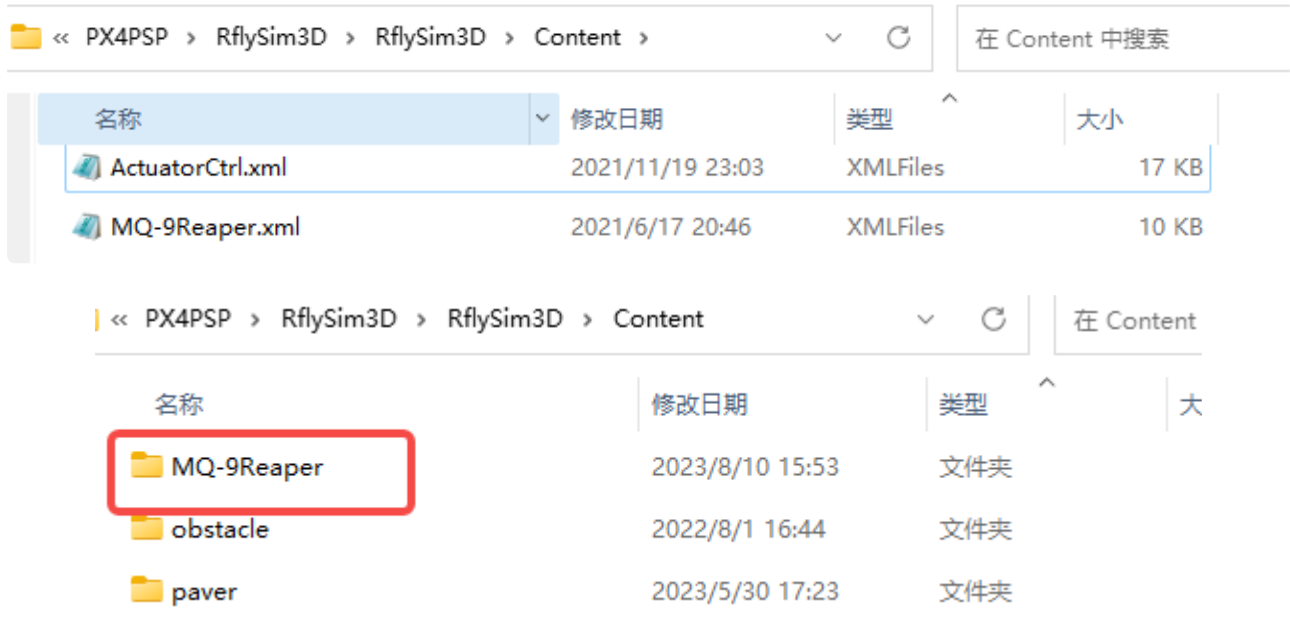 « PX4PSP > RflySim3D > RflySim3D > Content > 在 Content 中搜索
名称 修改日期 类型 大小
ActuatorCtrl.xml 2021/11/19 23:03 XMLFiles 17 KB
MQ-9Reaper.xml 2021/6/17 20:46 XMLFiles 10 KB
« PX4PSP > RflySim3D > RflySim3D > Content 在 Content
名称 修改日期 类型 大
MQ-9Reaper 2023/8/10 15:53 文件夹
obstacle 2022/8/1 16:44 文件夹
paver 2023/5/30 17:23 文件夹